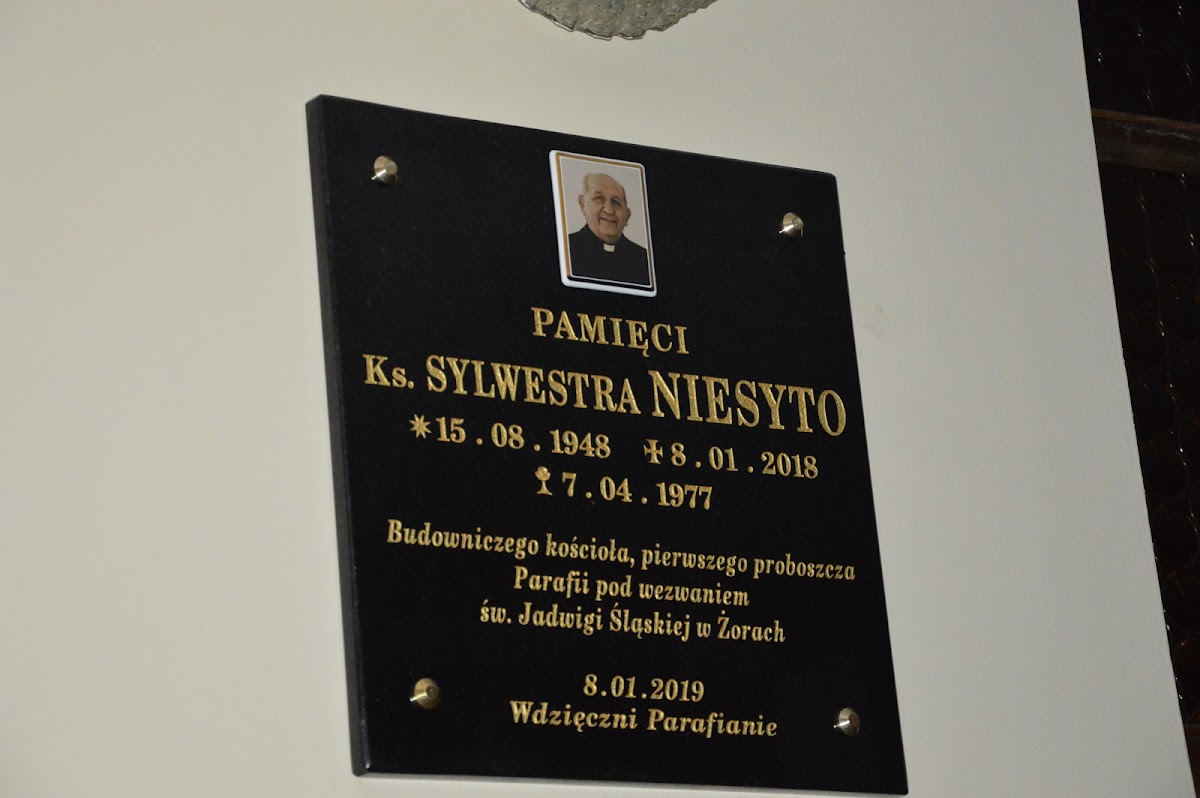 PAMIĘCI
Ks. SYLWESTRA NIESYTO
15.08.1948 8.01.2018
7.04.1977
Budowniczego kościoła, pierwszego proboszcza
Parafii pod wezwaniem
św. Jadwigi Śląskiej w Żorach
8.01.2019
Wdzięczni Parafianie